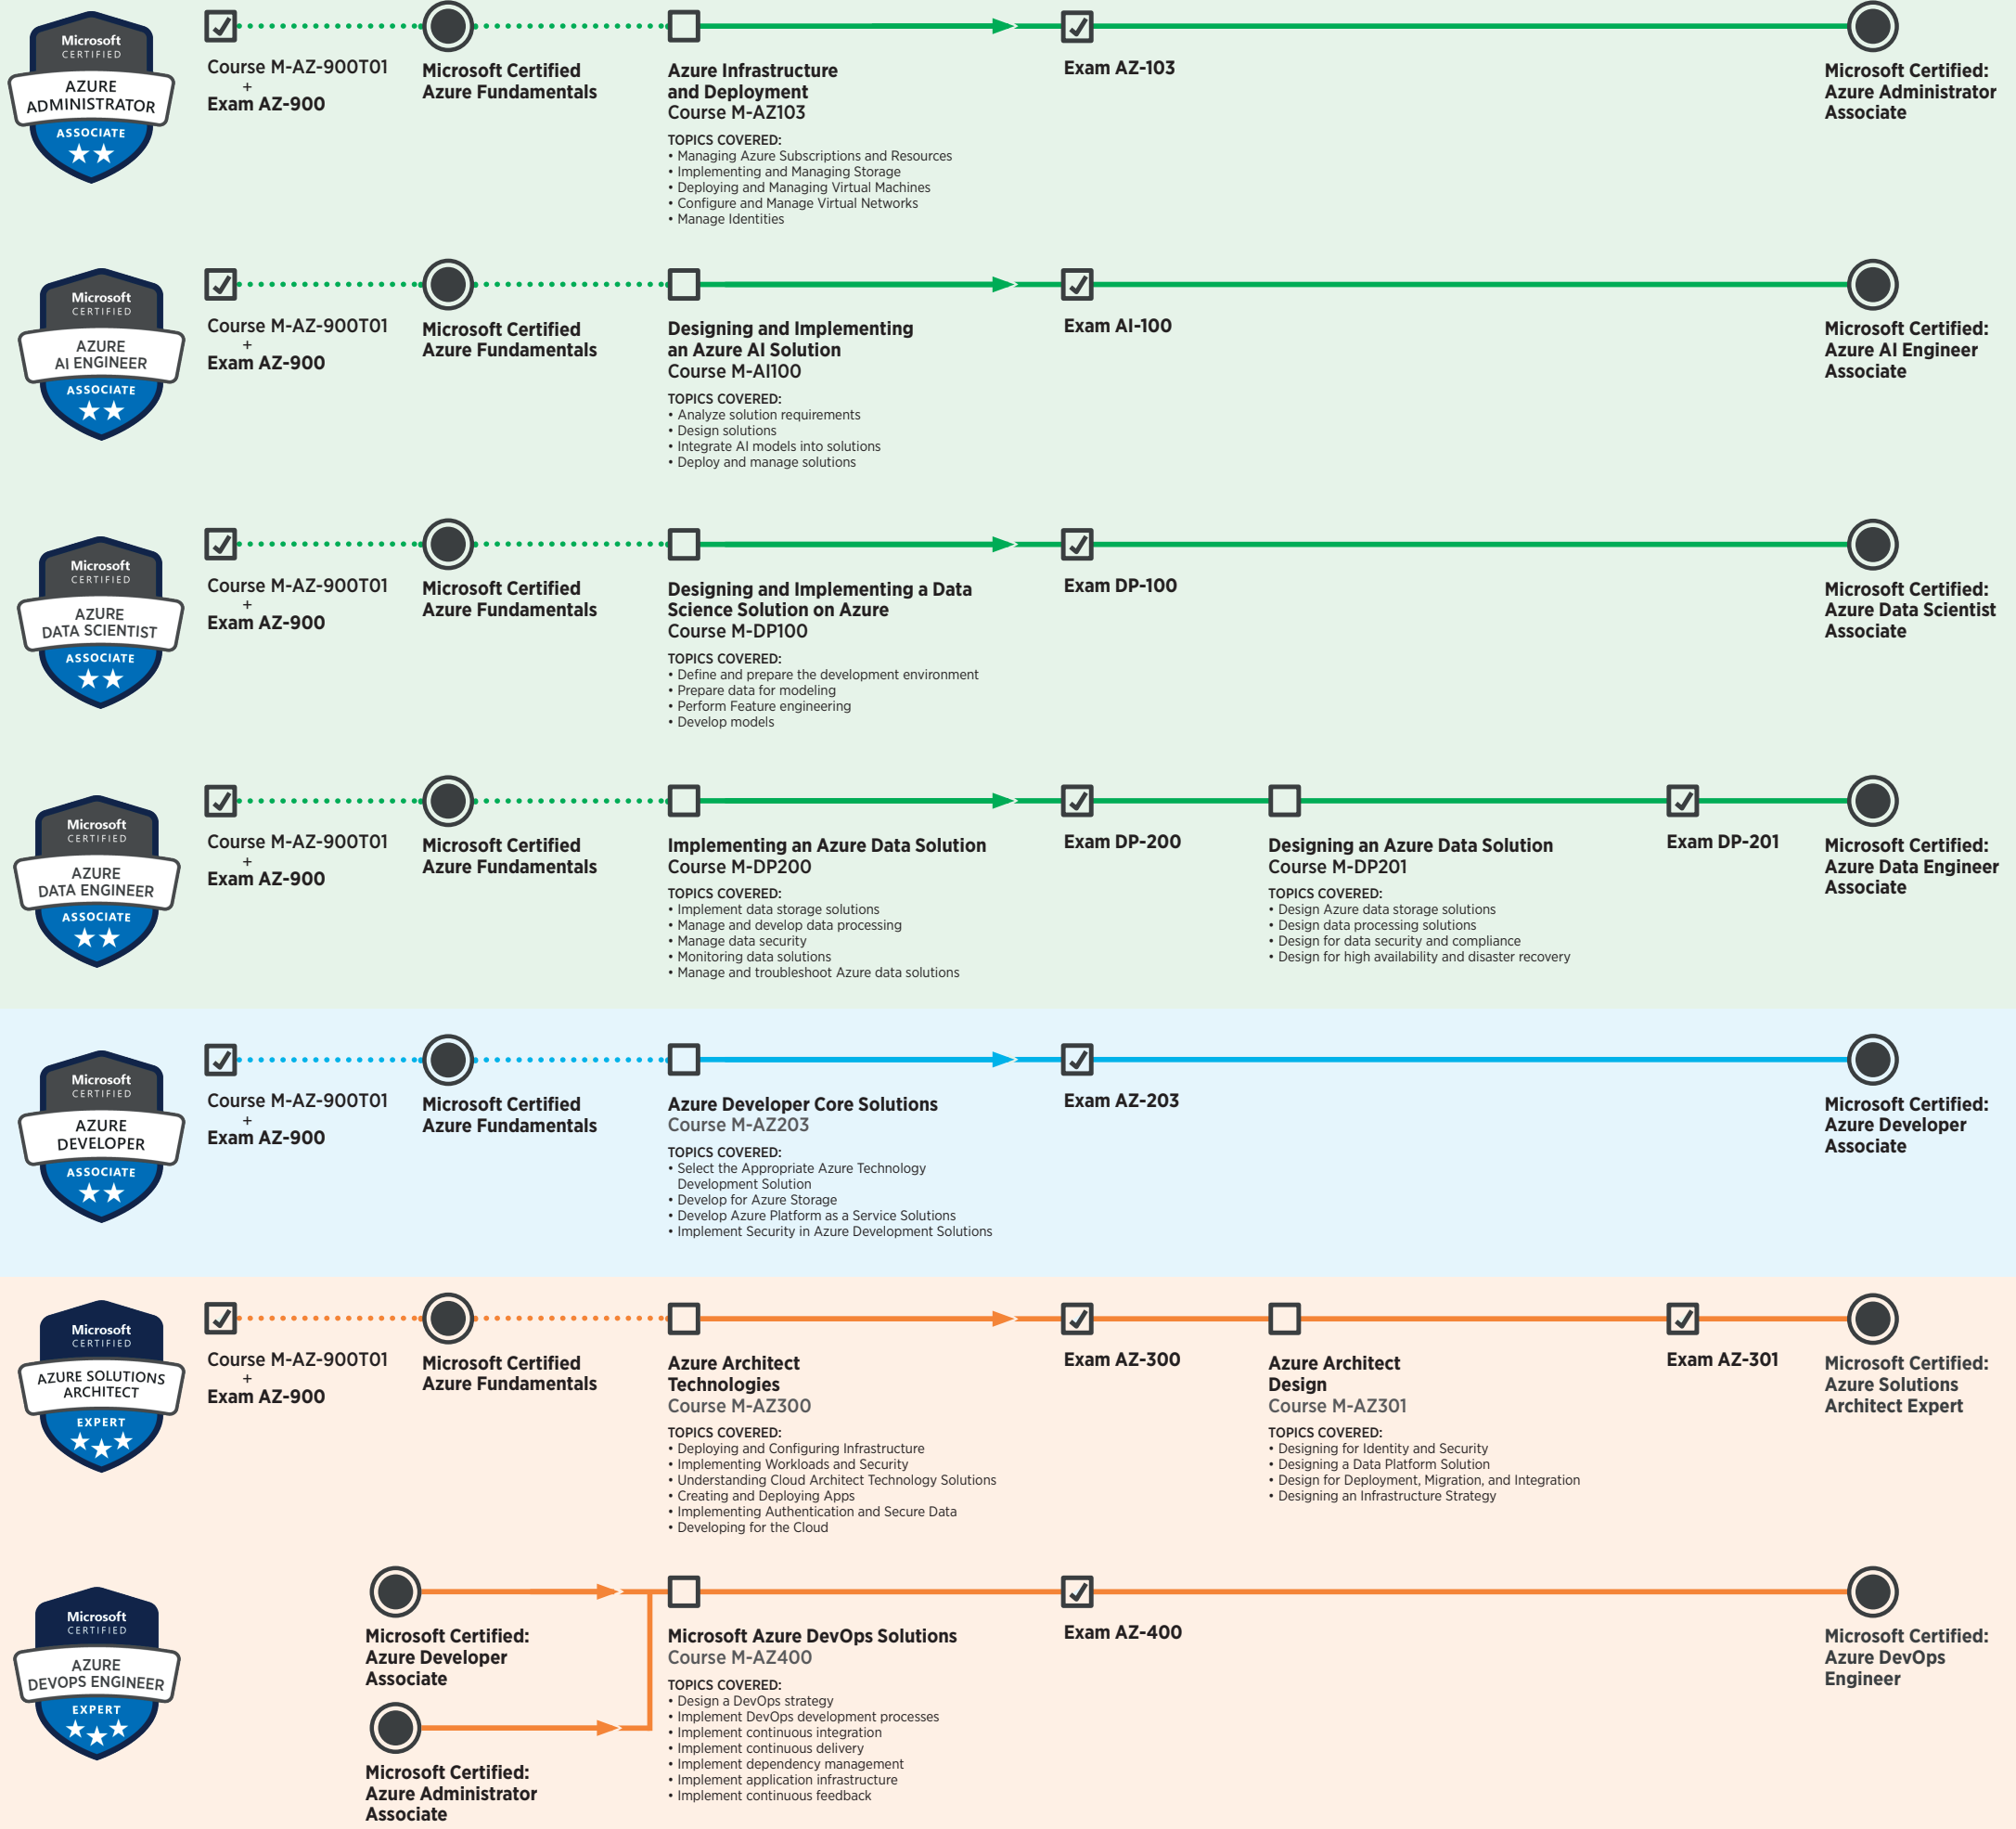 Microsoft
CERTIFIED
AZURE
ADMINISTRATOR
ASSOCIATE
Course M-AZ-900T01
+
Exam AZ-900
Microsoft Certified
Azure Fundamentals
Azure Infrastructure
and Deployment
Course M-AZ103
TOPICS COVERED:
• Managing Azure Subscriptions and Resources
• Implementing and Managing Storage
• Deploying and Managing Virtual Machines
• Configure and Manage Virtual Networks
• Manage Identities
Exam AZ-103
Microsoft Certified:
Azure Administrator
Associate
Microsoft
CERTIFIED
AZURE
AI ENGINEER
ASSOCIATE
Course M-AZ-900T01
+
Exam AZ-900
Microsoft Certified
Azure Fundamentals
Designing and Implementing
an Azure AI Solution
Course M-AI100
TOPICS COVERED:
• Analyze solution requirements
• Design solutions
• Integrate AI models into solutions
• Deploy and manage solutions
Exam AI-100
Microsoft Certified:
Azure AI Engineer
Associate
Microsoft
CERTIFIED
AZURE
DATA SCIENTIST
ASSOCIATE
Course M-AZ-900T01
+
Exam AZ-900
Microsoft Certified
Azure Fundamentals
Designing and Implementing a Data
Science Solution on Azure
Course M-DP100
TOPICS COVERED:
• Define and prepare the development environment
• Prepare data for modeling
• Perform Feature engineering
• Develop models
Exam DP-100
Microsoft Certified:
Azure Data Scientist
Associate
Microsoft
CERTIFIED
AZURE
DATA ENGINEER
ASSOCIATE
Course M-AZ-900T01
+
Exam AZ-900
Microsoft Certified
Azure Fundamentals
Implementing an Azure Data Solution
Course M-DP200
TOPICS COVERED:
• Implement data storage solutions
• Manage and develop data processing
• Manage data security
• Monitoring data solutions
• Manage and troubleshoot Azure data solutions
Exam DP-200
Designing an Azure Data Solution
Course M-DP201
TOPICS COVERED:
• Design Azure data storage solutions
• Design data processing solutions
• Design for data security and compliance
• Design for high availability and disaster recovery
Exam DP-201
Microsoft Certified:
Azure Data Engineer
Associate
Microsoft
CERTIFIED
AZURE
DEVELOPER
ASSOCIATE
Course M-AZ-900T01
+
Exam AZ-900
Microsoft Certified
Azure Fundamentals
Azure Developer Core Solutions
Course M-AZ203
TOPICS COVERED:
• Select the Appropriate Azure Technology
Development Solution
• Develop for Azure Storage
• Develop Azure Platform as a Service Solutions
• Implement Security in Azure Development Solutions
Exam AZ-203
Microsoft Certified:
Azure Developer
Associate
Microsoft
CERTIFIED
AZURE SOLUTIONS
ARCHITECT
EXPERT
Course M-AZ-900T01
+
Exam AZ-900
Microsoft Certified
Azure Fundamentals
Azure Architect
Technologies
Course M-AZ300
TOPICS COVERED:
• Deploying and Configuring Infrastructure
• Implementing Workloads and Security
• Understanding Cloud Architect Technology Solutions
• Creating and Deploying Apps
• Implementing Authentication and Secure Data
• Developing for the Cloud
Exam AZ-300
Azure Architect
Design
Course M-AZ301
TOPICS COVERED:
• Designing for Identity and Security
• Designing a Data Platform Solution
• Design for Deployment, Migration, and Integration
• Designing an Infrastructure Strategy
Exam AZ-301
Microsoft Certified:
Azure Solutions
Architect Expert
Microsoft
CERTIFIED
AZURE
DEVOPS ENGINEER
EXPERT
Microsoft Certified:
Azure Developer
Associate
Microsoft Certified:
Azure Administrator
Associate
Microsoft Azure DevOps Solutions
Course M-AZ400
TOPICS COVERED:
• Design a DevOps strategy
• Implement DevOps development processes
• Implement continuous integration
• Implement continuous delivery
• Implement dependency management
• Implement application infrastructure
• Implement continuous feedback
Exam AZ-400
Microsoft Certified:
Azure DevOps
Engineer